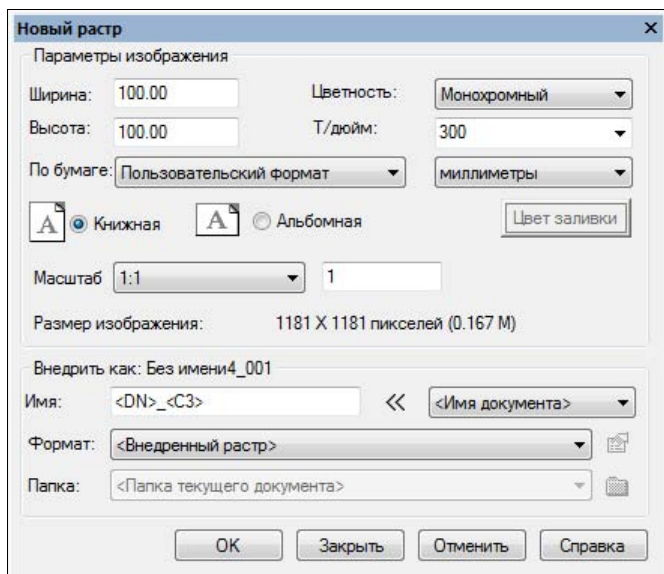 Новый растр
Параметры изображения
Ширина: 100.00 Цветность: Монохромный
Высота: 100.00 Т/дюйм: 300
По бумаге: Пользовательский формат миллиметры
A Книжная A Альбомная Цвет заливки
Масштаб 1:1 1
Размер изображения: 1181 X 1181 пикселей (0.167 M)
Внедрить как: Без имени4_001
Имя: <DN>_<C3> << <Имя документа>
Формат: <Внедренный растр>
Папка: <Папка текущего документа>
OK Закрыть Отменить Справка